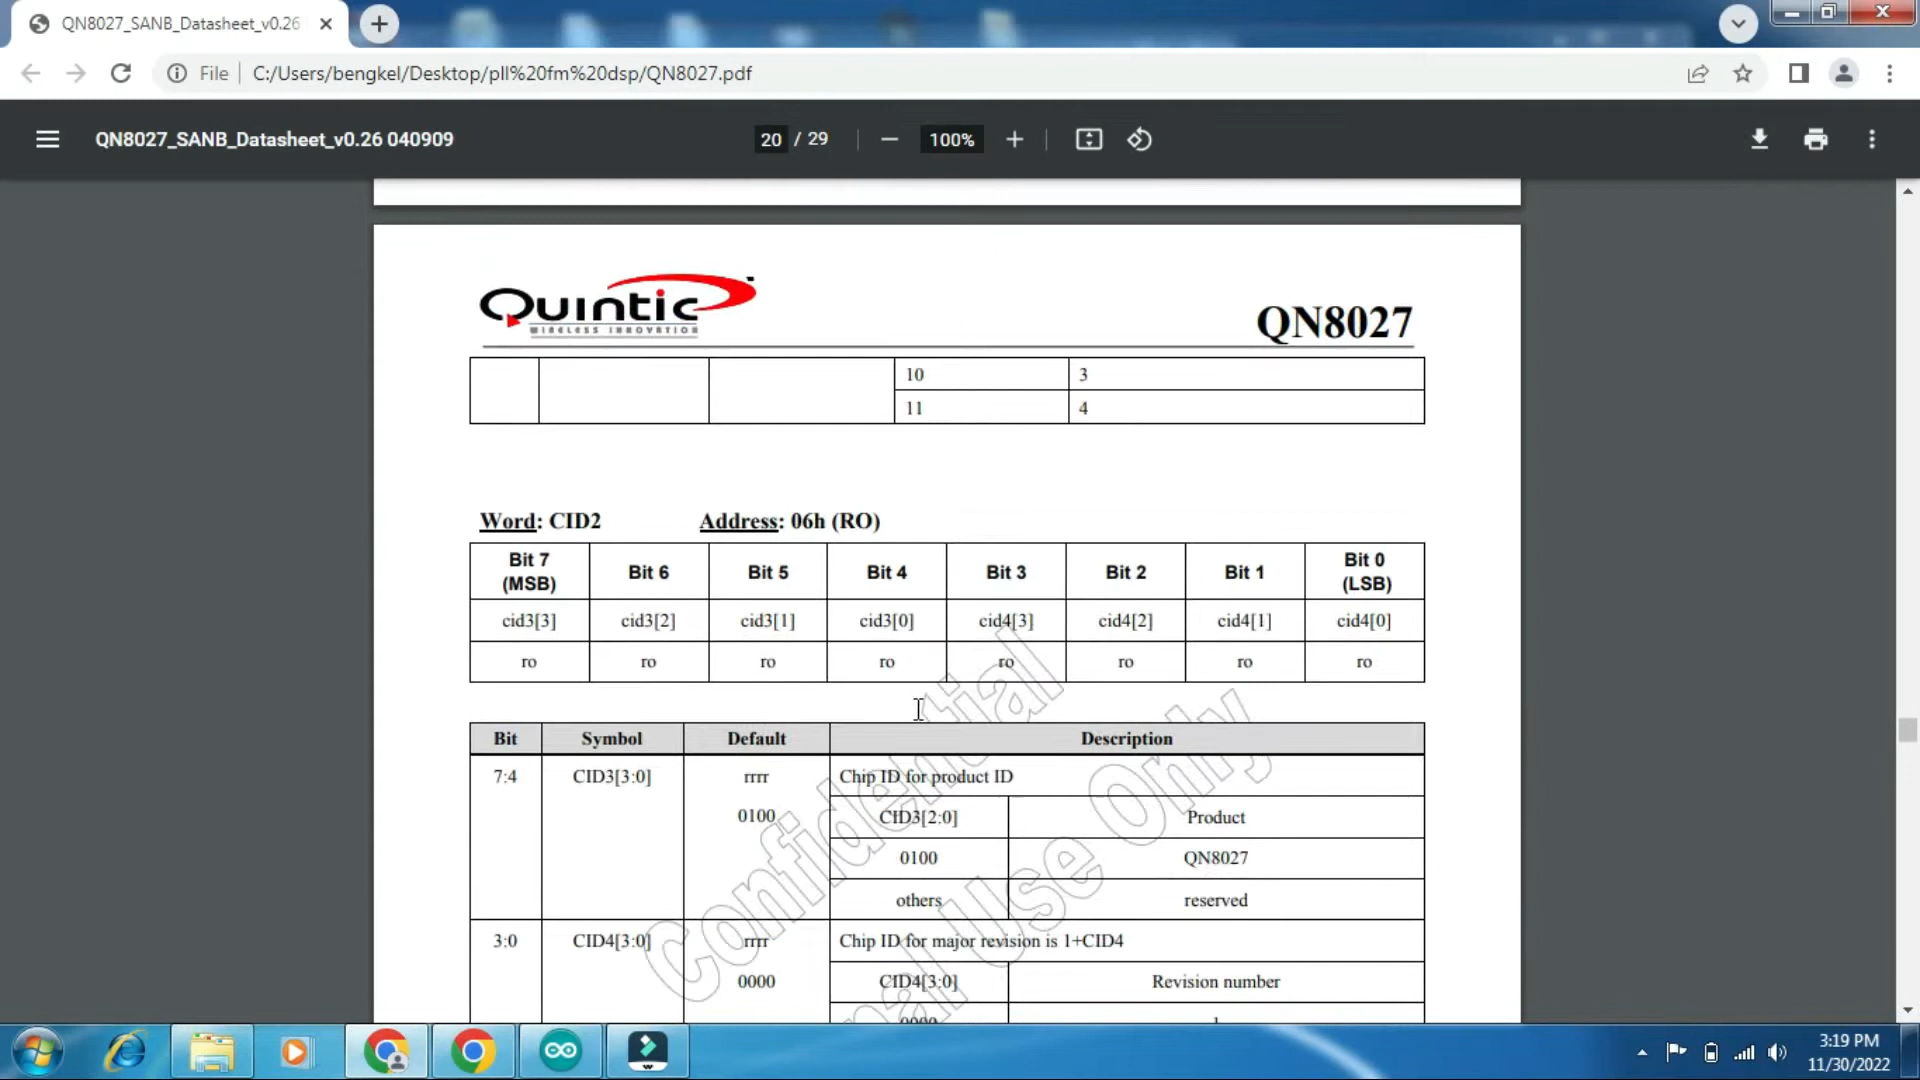 QN8027_SANB_Datasheet_v0.26
File C:/Users/bengkel/Desktop/pll%20fm%20dsp/QN8027.pdf
QN8027_SANB_Datasheet_v0.26 040909
20 / 29
100%
Quintic
WIRELESS INNOVATION
QN8027
10 3
11 4
Word: CID2 Address: 06h (RO)
Bit 7 (MSB) Bit 6 Bit 5 Bit 4 Bit 3 Bit 2 Bit 1 Bit 0 (LSB)
cid3[3] cid3[2] cid3[1] cid3[0] cid4[3] cid4[2] cid4[1] cid4[0]
ro ro ro ro ro ro ro ro
Bit Symbol Default Description
7:4 CID3[3:0] rrrr Chip ID for product ID
0100 CID3[2:0] Product
0100 QN8027
others reserved
3:0 CID4[3:0] rrrr Chip ID for major revision is 1+CID4
0000 CID4[3:0] Revision number
0000 1
Confidential
Use Only
3:19 PM
11/30/2022